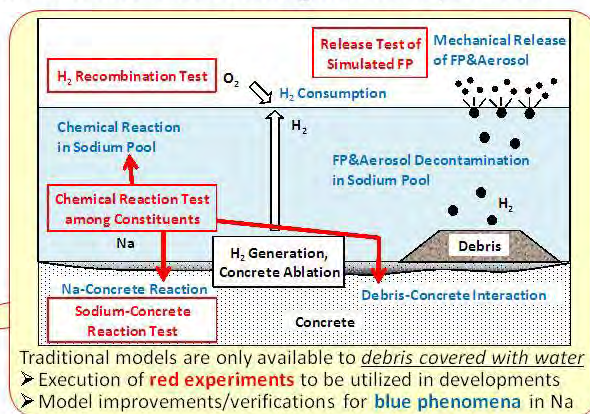 Release Test of
Simulated FP
Mechanical Release
of FP&Aerosol
H₂ Recombination Test
O₂
H₂ Consumption
Chemical Reaction
in Sodium Pool
H₂
FP&Aerosol Decontamination
in Sodium Pool
Chemical Reaction Test
among Constituents
H₂
Na
H₂ Generation,
Concrete Ablation
Debris
Na-Concrete Reaction
Debris-Concrete Interaction
Sodium-Concrete
Reaction Test
Concrete
Traditional models are only available to debris covered with water
➤ Execution of red experiments to be utilized in developments
➤ Model improvements/verifications for blue phenomena in Na